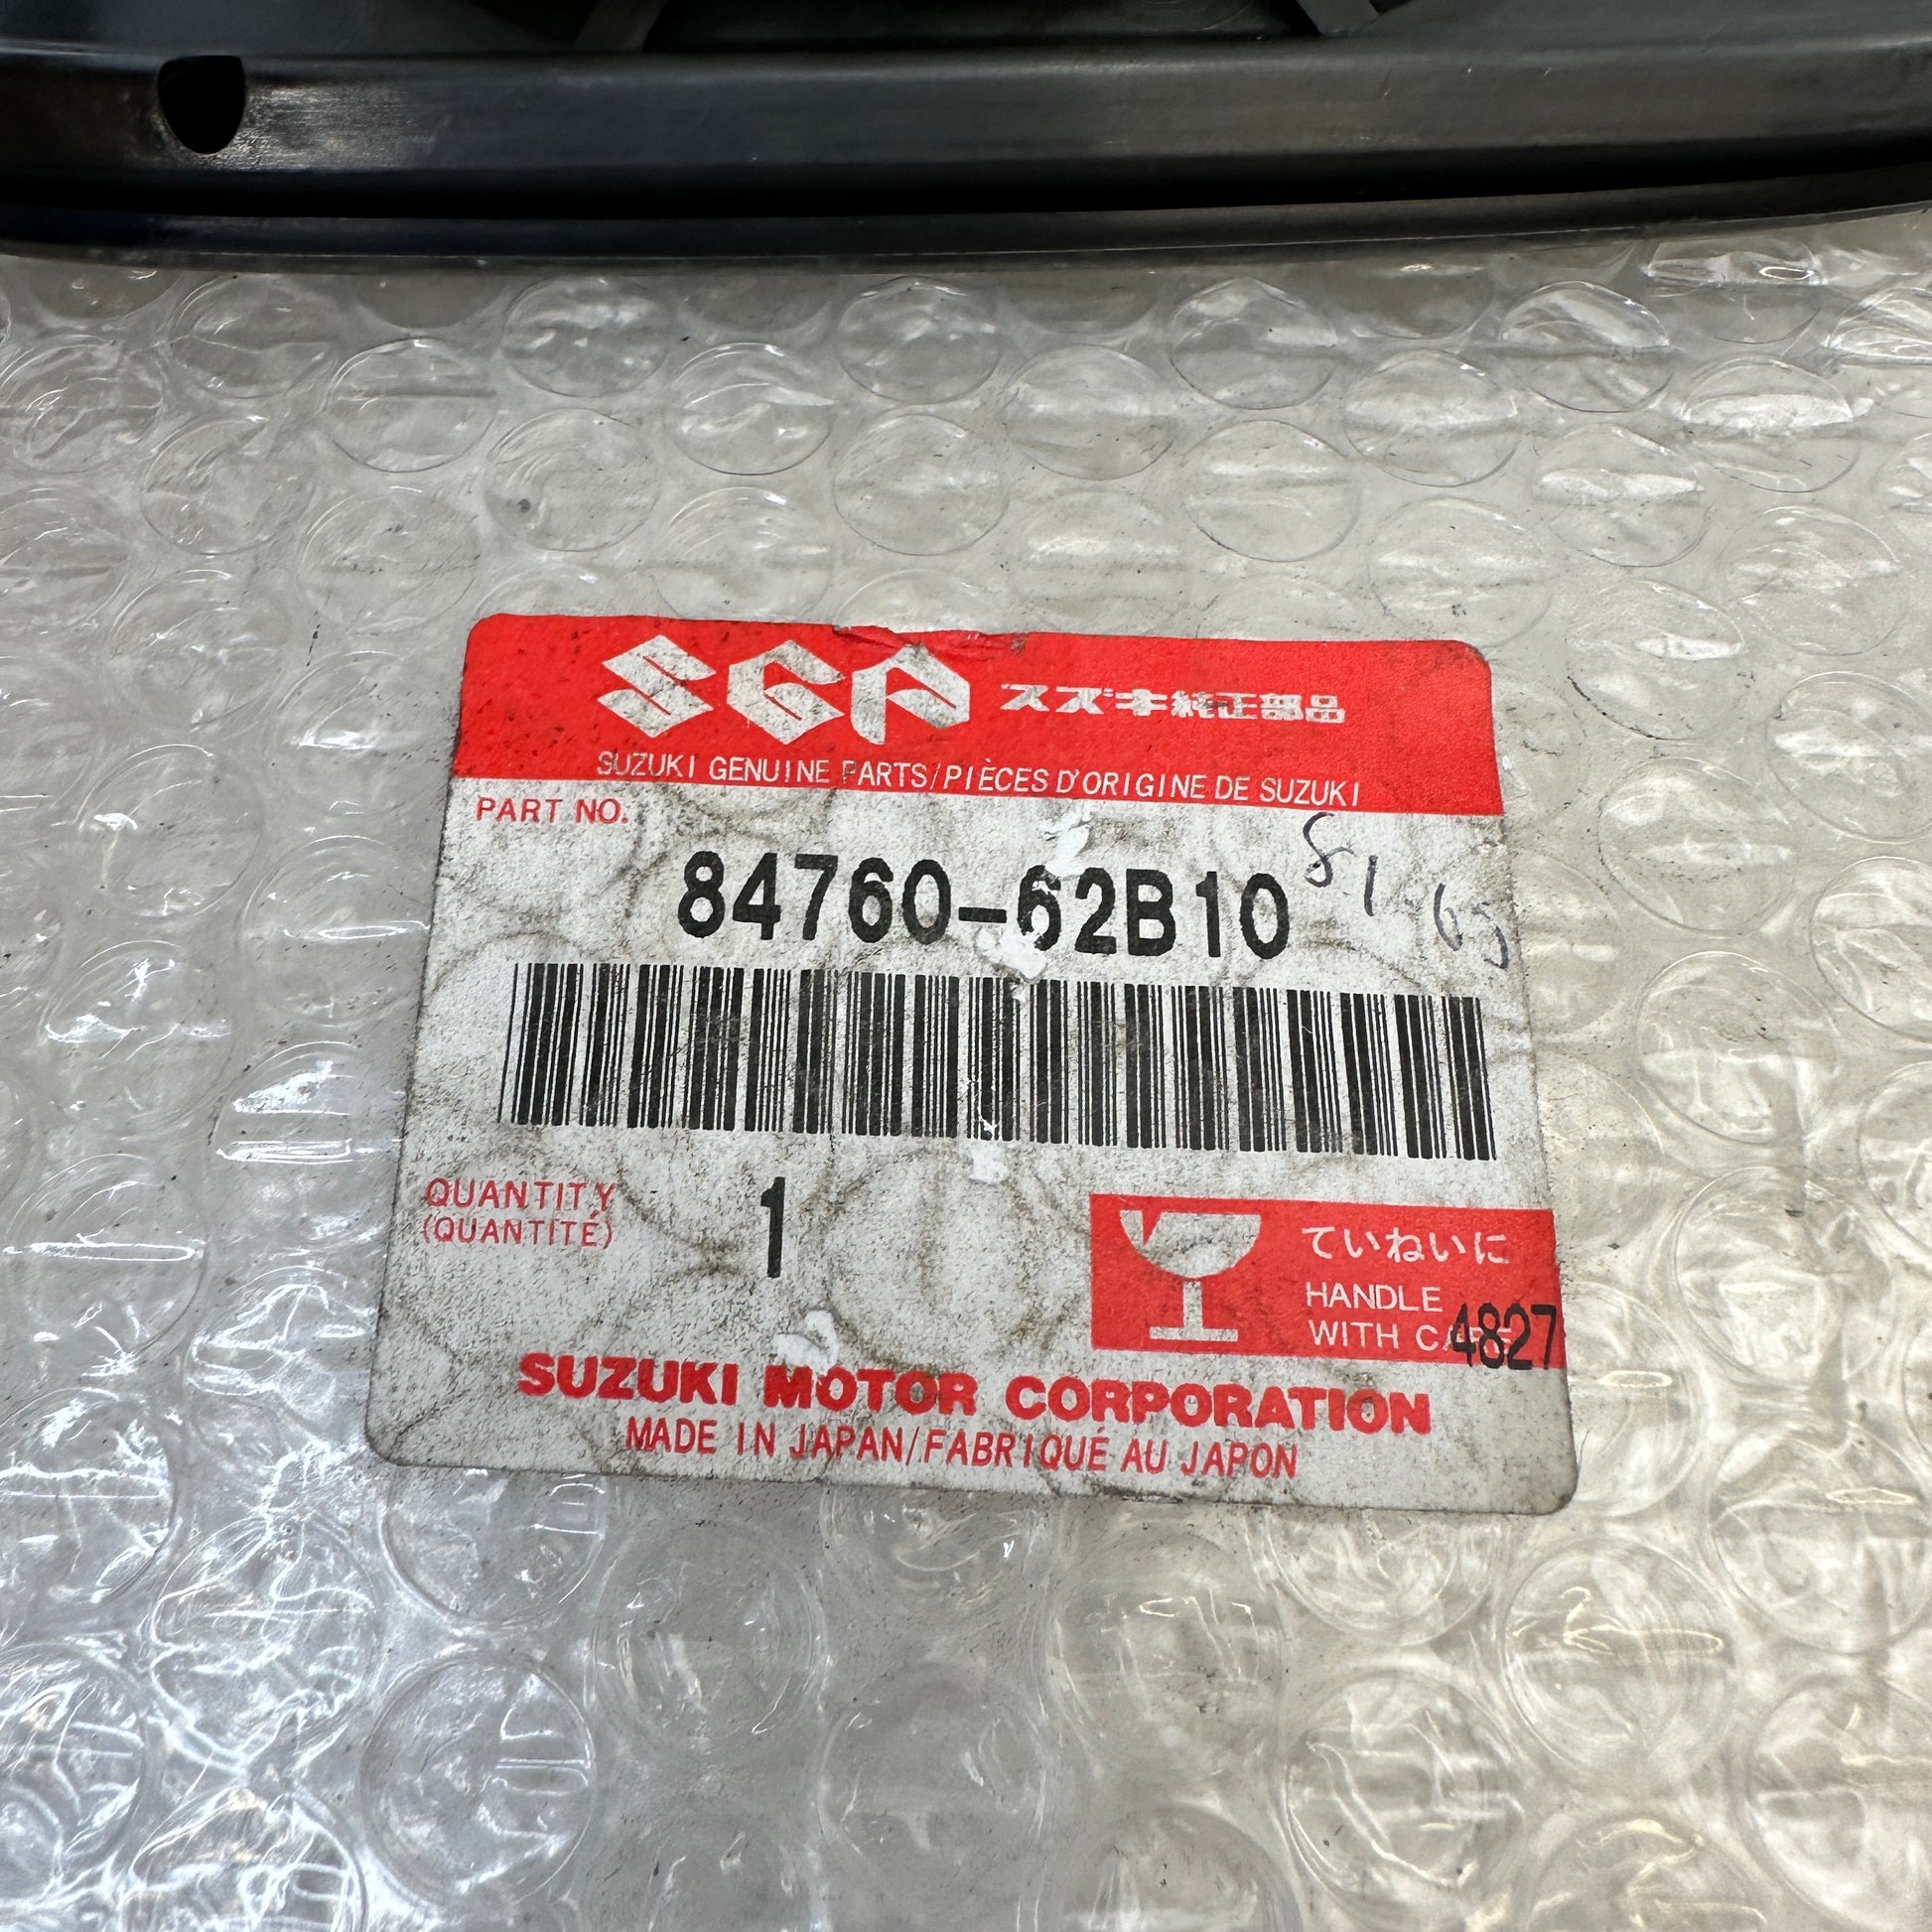 SGP スズキ純正部品
SUZUKI GENUINE PARTS/PIÈCES D'ORIGINE DE SUZUKI
PART NO.
84760-62B10
QUANTITY
(QUANTITÉ)
1
ていねいに
HANDLE
WITH
4827
SUZUKI MOTOR CORPORATION
MADE IN JAPAN/FABRIQUÉ AU JAPON